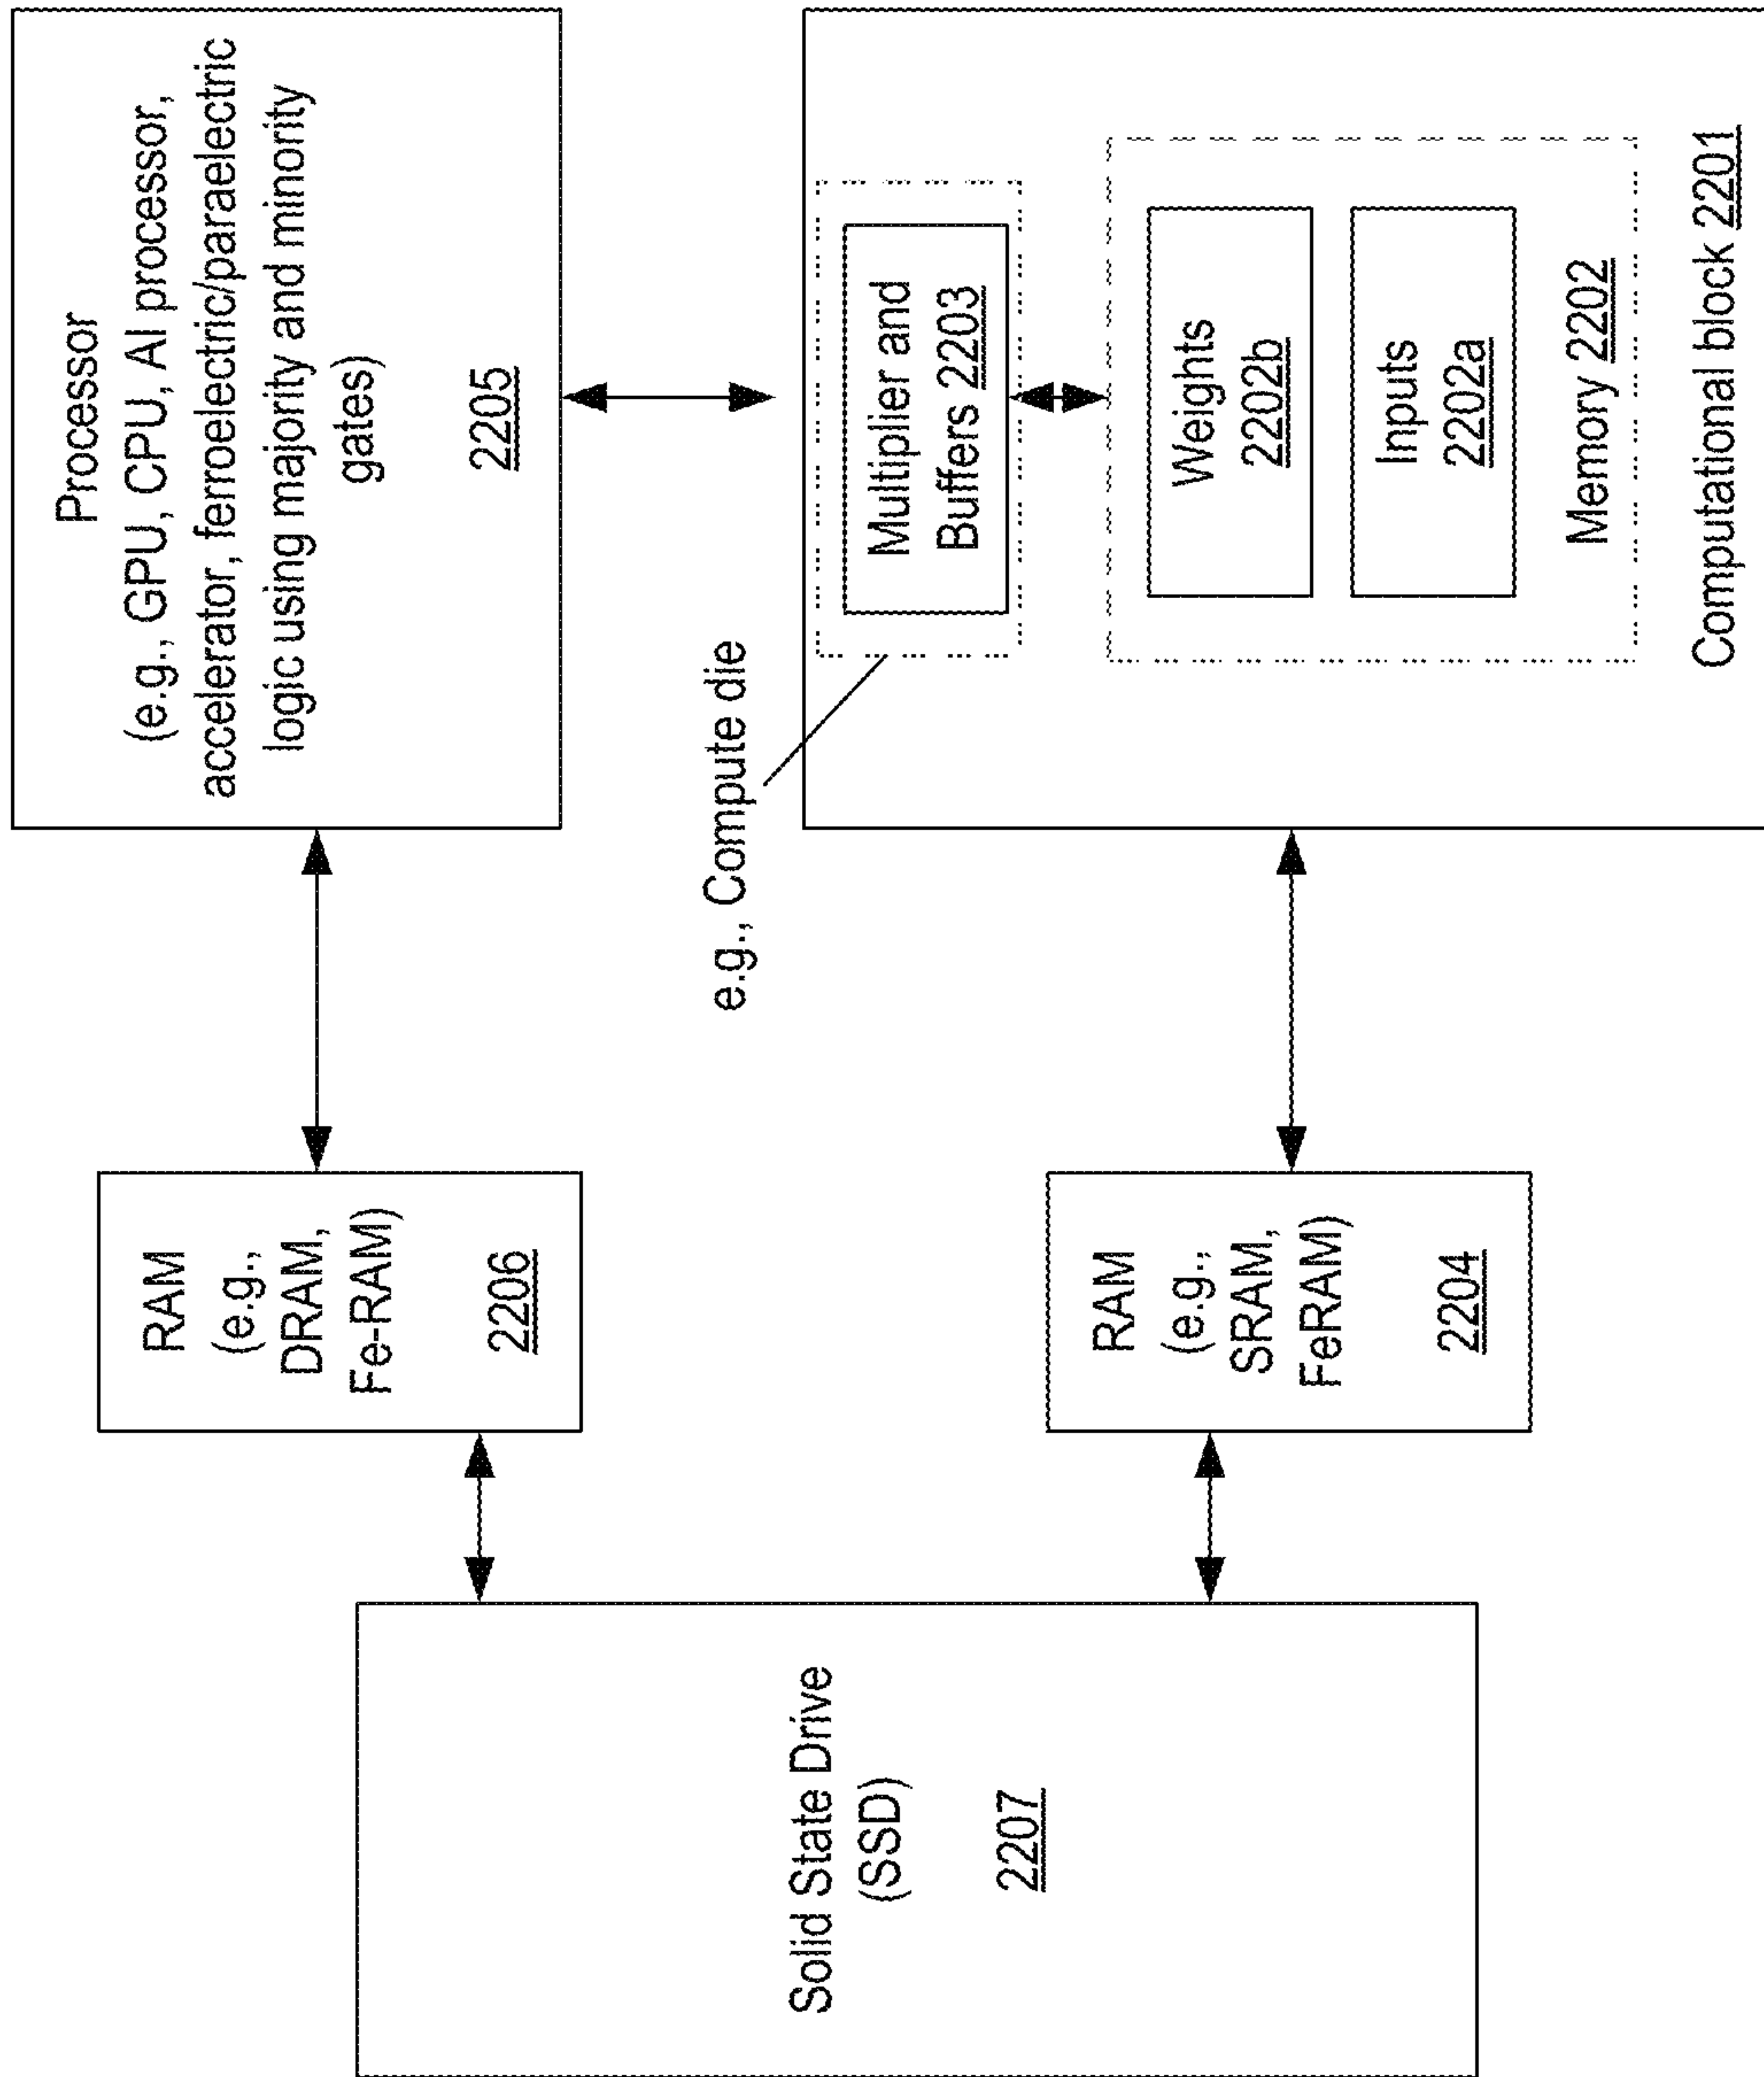 Solid State Drive
(SSD)
2207
RAM
(e.g.,
DRAM,
Fe-RAM)
2206
RAM
(e.g.,
SRAM,
FeRAM)
2204
Processor
(e.g., GPU, CPU, AI processor,
accelerator, ferroelectric/paraelectric
logic using majority and minority
gates)
2205
e.g., Compute die
Multiplier and
Buffers 2203
Weights
2202b
Inputs
2202a
Memory 2202
Computational block 2201